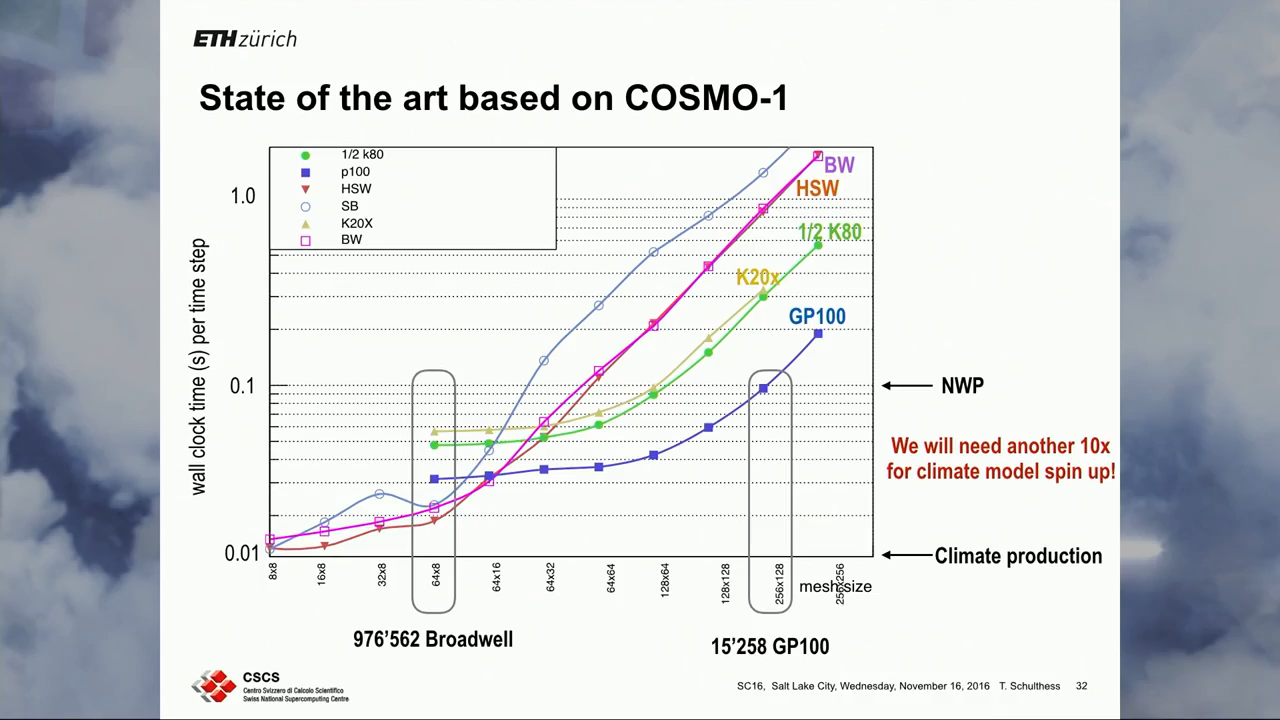 ETH zürich
State of the art based on COSMO-1
1/2 k80
p100
HSW
SB
K20X
BW
BW
HSW
1/2 K80
K20x
GP100
1.0
0.1
0.01
wall clock time (s) per time step
NWP
We will need another 10x
for climate model spin up!
Climate production
8x8
16x8
32x8
64x8
64x16
64x32
64x64
128x64
128x128
256x128
256x256
mesh size
976’562 Broadwell
15’258 GP100
CSCS
Centro Svizzero di Calcolo Scientifico
Swiss National Supercomputing Centre
SC16, Salt Lake City, Wednesday, November 16, 2016 T. Schulthess 32